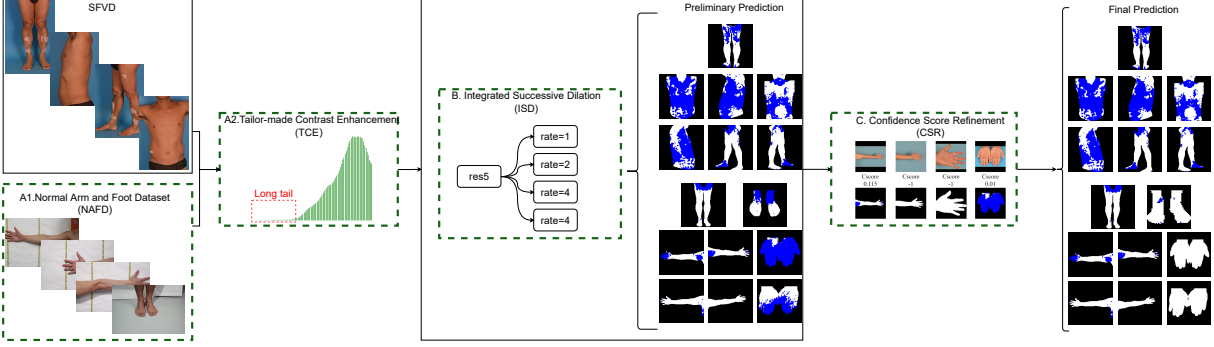 SFVD
A1.Normal Arm and Foot Dataset
(NAFD)
A2.Tailor-made Contrast Enhancement
(TCE)
Long tail
B. Integrated Successive Dilation
(ISD)
res5
rate=1
rate=2
rate=4
rate=4
Preliminary Prediction
C. Confidence Score Refinement
(CSR)
Cscore Cscore Cscore Cscore
0.115 -1 -1 0.01
Final Prediction